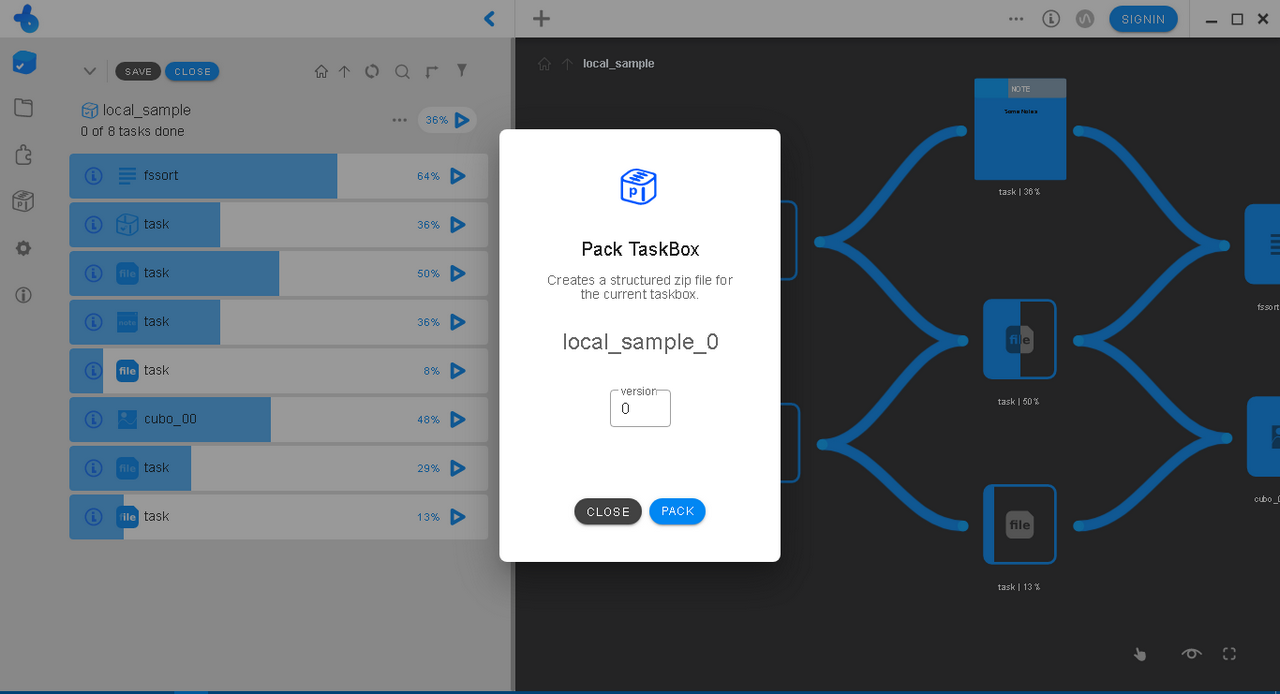 SIGNIN
SAVE
CLOSE
local_sample
local_sample
0 of 8 tasks done
36%
fssort
64%
task
36%
file
task
50%
note
task
36%
file
task
8%
cubo_00
48%
file
task
29%
file
task
13%
Pack TaskBox
Creates a structured zip file for
the current taskbox.
local_sample_0
version
0
CLOSE
PACK
NOTE
Some Notes
task | 36%
file
task | 50%
file
task | 13%
fssort
cubo_0